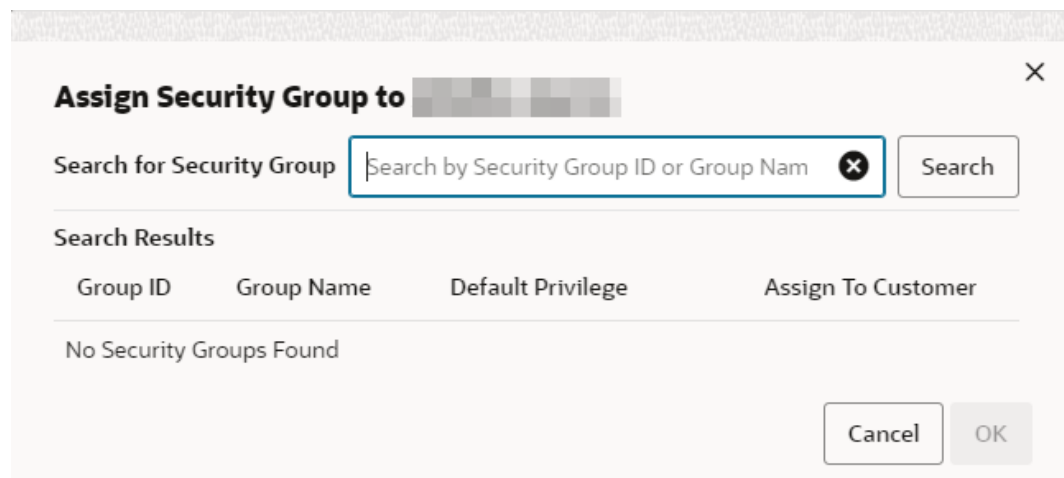 Assign Security Group to
Search for Security Group Search by Security Group ID or Group Nam Search
Search Results
Group ID Group Name Default Privilege Assign To Customer
No Security Groups Found
Cancel OK